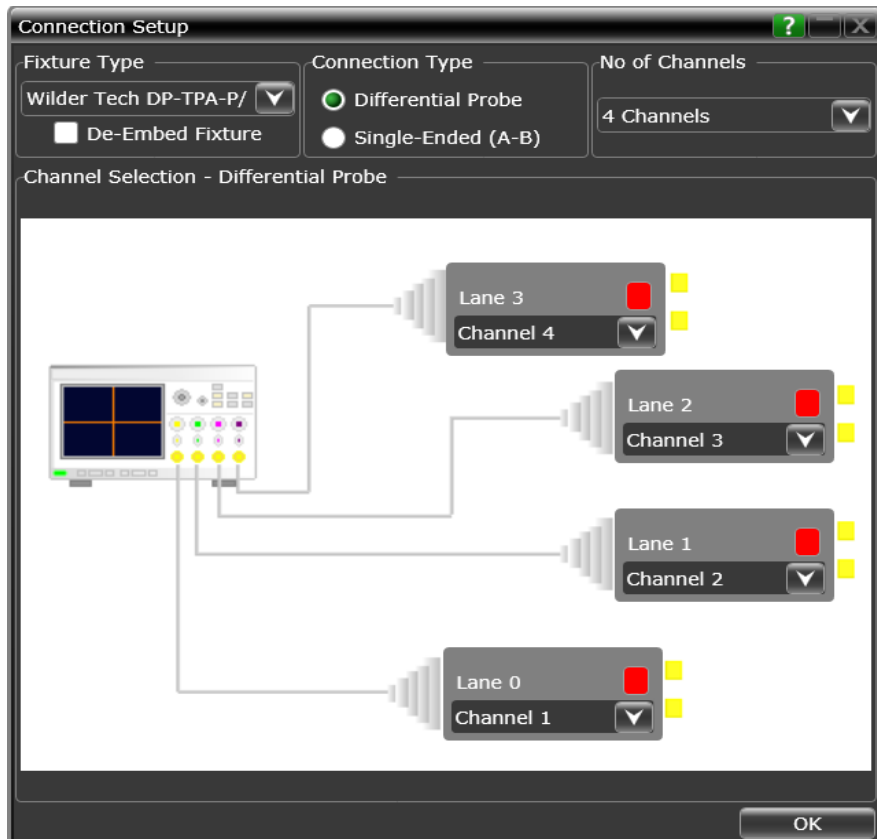 Connection Setup
?
Fixture Type
Connection Type
No of Channels
Wilder Tech DP-TPA-P/
Differential Probe
4 Channels
De-Embed Fixture
Single-Ended (A-B)
Channel Selection - Differential Probe
Lane 3
Channel 4
Lane 2
Channel 3
Lane 1
Channel 2
Lane 0
Channel 1
OK